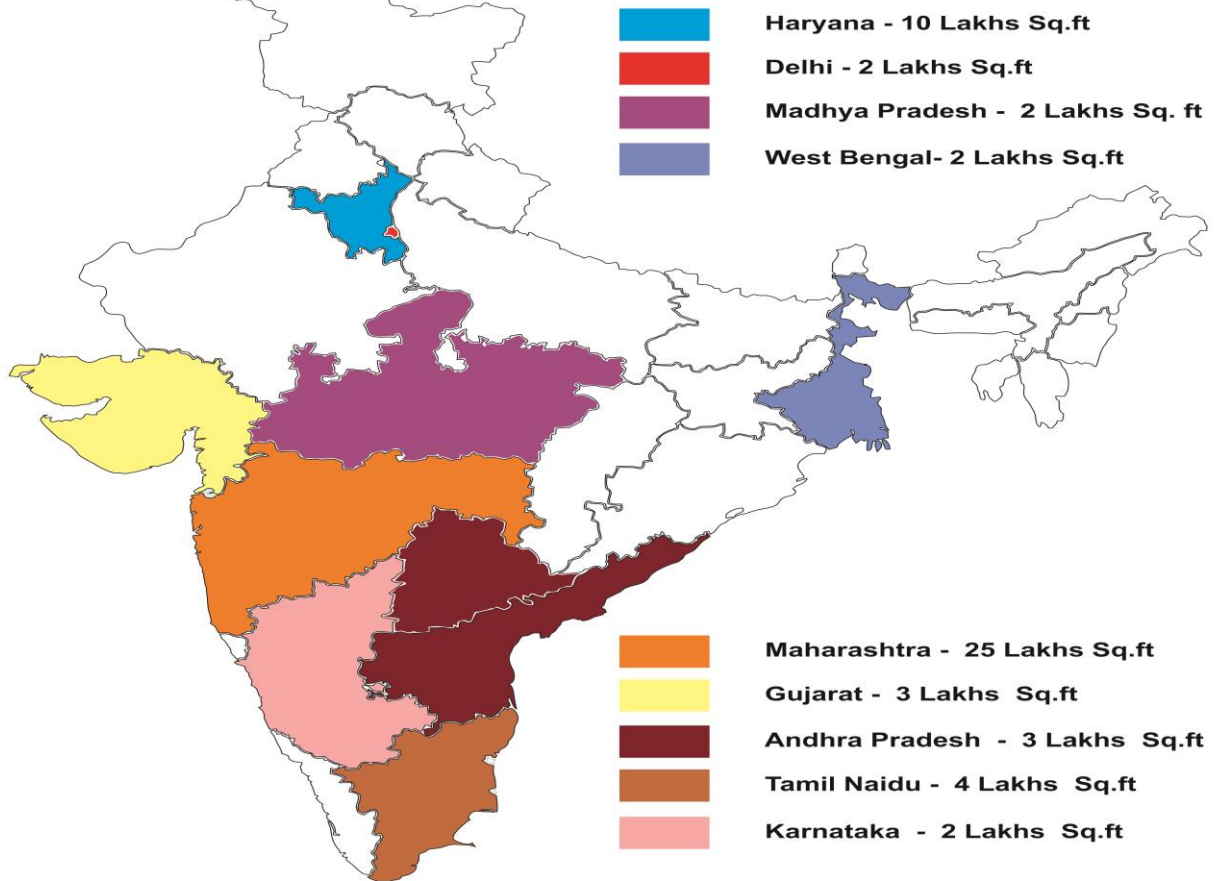 Haryana - 10 Lakhs Sq.ft
Delhi - 2 Lakhs Sq.ft
Madhya Pradesh - 2 Lakhs Sq. ft
West Bengal- 2 Lakhs Sq.ft
Maharashtra - 25 Lakhs Sq.ft
Gujarat - 3 Lakhs Sq.ft
Andhra Pradesh - 3 Lakhs Sq.ft
Tamil Naidu - 4 Lakhs Sq.ft
Karnataka - 2 Lakhs Sq.ft